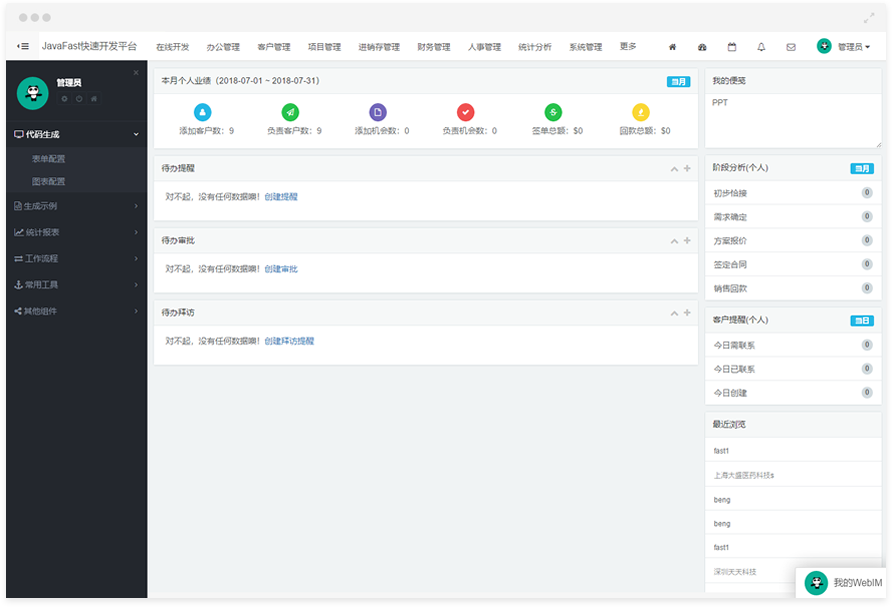 JavaFast快速开发平台 在线开发 办公管理 客户管理 项目管理 进销存管理 财务管理 人事管理 统计分析 系统管理 更多 管理员
管理员
代码生成
表单配置
图表配置
生成示例
统计报表
工作流程
常用工具
其他组件
本月个人业绩（2018-07-01 ~ 2018-07-31） 当月
添加客户数：9 负责客户数：9 添加机会数：0 负责机会数：0 签单总额：$0 回款总额：$0
待办提醒
对不起，没有任何数据噢！创建提醒
待办审批
对不起，没有任何数据噢！创建审批
待办拜访
对不起，没有任何数据噢！创建拜访提醒
我的便笺
PPT
阶段分析(个人) 当月
初步恰接 0
需求确定 0
方案报价 0
签定合同 0
销售回款 0
客户提醒(个人) 当日
今日需联系 0
今日已联系 0
今日创建 0
最近浏览
fast1
上海大盛医药科技s
beng
beng
fast1
深圳天天科技
我的WebIM